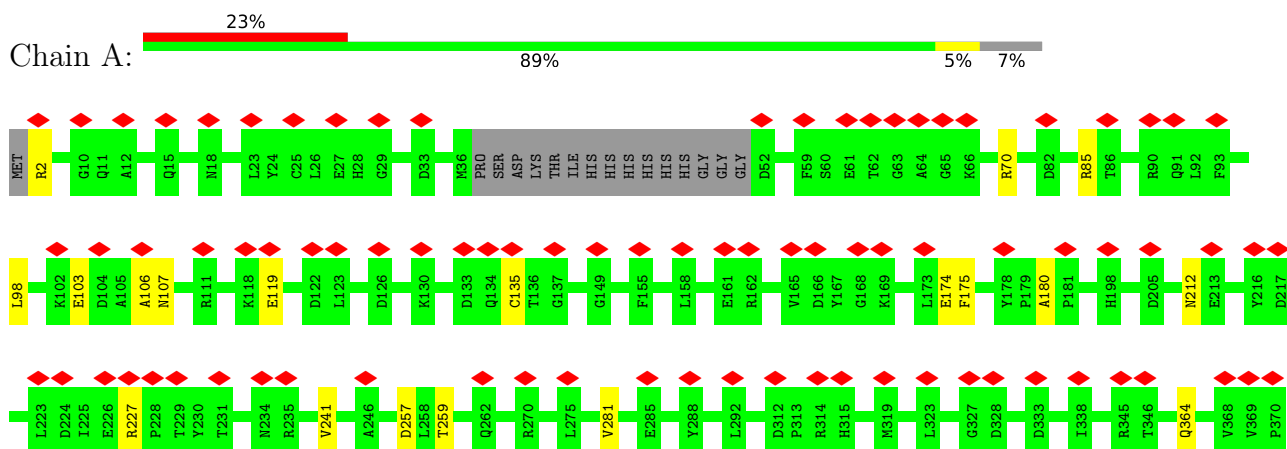 23%
Chain A:
89% 5% 7%
MET R2 G10 Q11 A12 Q15 N18 L23 Y24 C25 L26 E27 H28 G29 D33 M36 PRO SER ASP LYS THR ILE HIS HIS HIS HIS HIS HIS GLY GLY GLY D52 F59 S60 E61 T62 G63 A64 G65 K66 R70 D82 R85 T86 R90 Q91 L92 F93
L98 K102 E103 D104 A105 A106 N107 R111 K118 E119 D122 L123 D126 K130 D133 Q134 C135 T136 G137 G149 F155 L158 E161 R162 V165 D166 Y167 G168 K169 L173 E174 F175 Y178 P179 A180 P181 H198 D205 N212 E213 Y216 D217
L223 D224 I225 E226 R227 P228 T229 Y230 T231 N234 R235 V241 A246 D257 L258 T259 Q262 R270 L275 V281 E285 Y288 L292 D312 P313 R314 H315 M319 L323 G327 D328 D333 I338 R345 T346 Q364 V368 V369 P370